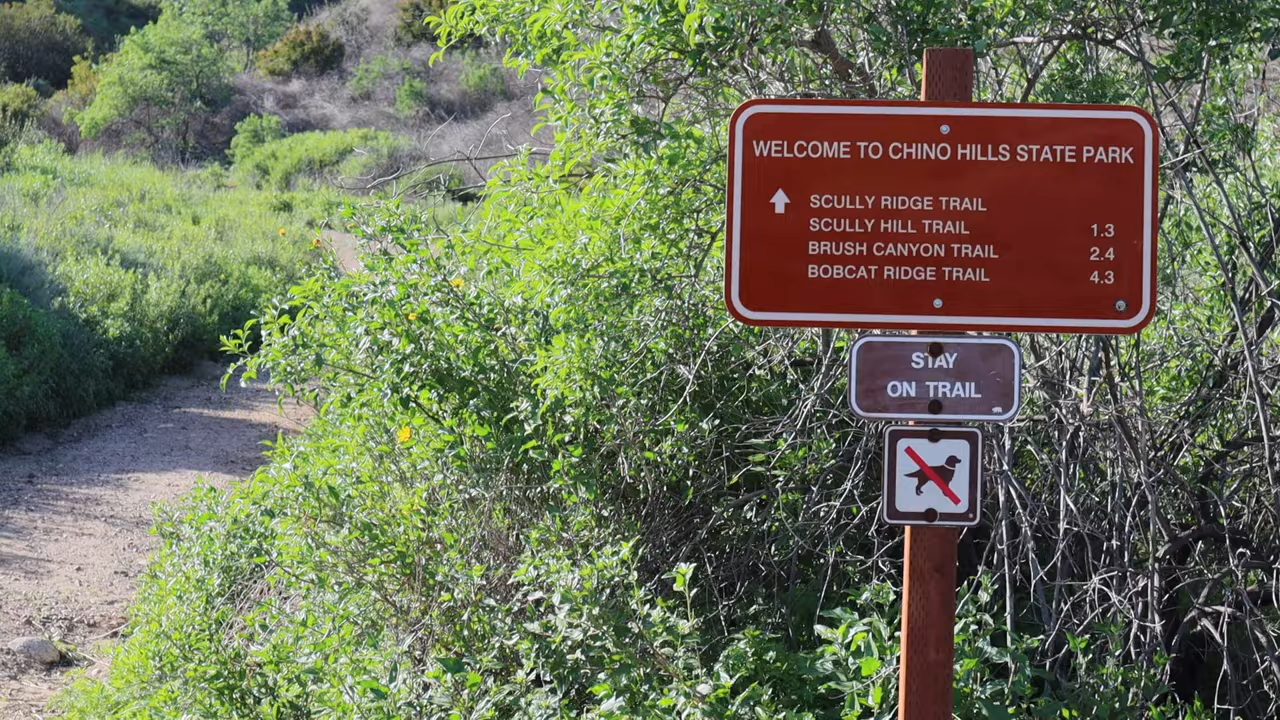 WELCOME TO CHINO HILLS STATE PARK
SCULLY RIDGE TRAIL
SCULLY HILL TRAIL 1.3
BRUSH CANYON TRAIL 2.4
BOBCAT RIDGE TRAIL 4.3
STAY
ON TRAIL